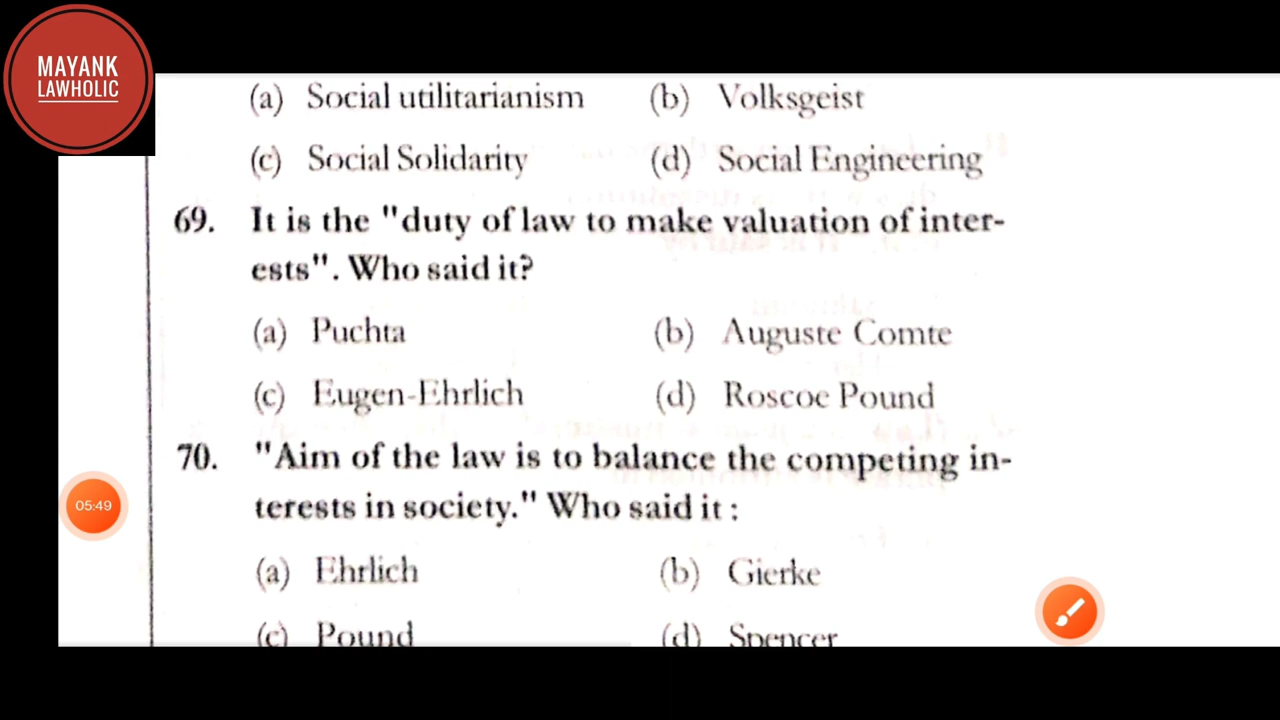 MAYANK
LAWHOLIC
(a) Social utilitarianism (b) Volksgeist
(c) Social Solidarity (d) Social Engineering
69. It is the "duty of law to make valuation of inter-
ests". Who said it?
(a) Puchta (b) Auguste Comte
(c) Eugen-Ehrlich (d) Roscoe Pound
70. "Aim of the law is to balance the competing in-
terests in society." Who said it :
(a) Ehrlich (b) Gierke
(c) Pound (d) Spencer
05:49